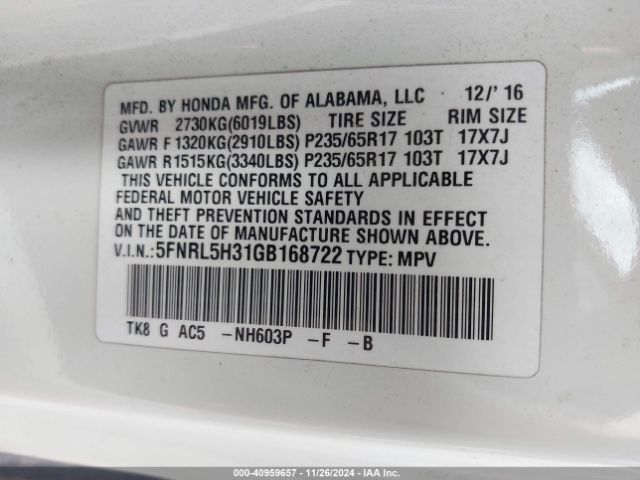 MFD. BY HONDA MFG. OF ALABAMA, LLC 12/'16
GVWR 2730KG(6019LBS) TIRE SIZE RIM SIZE
GAWR F 1320KG(2910LBS) P235/65R17 103T 17X7J
GAWR R1515KG(3340LBS) P235/65R17 103T 17X7J
THIS VEHICLE CONFORMS TO ALL APPLICABLE
FEDERAL MOTOR VEHICLE SAFETY
AND THEFT PREVENTION STANDARDS IN EFFECT
ON THE DATE OF MANUFACTURE SHOWN ABOVE.
V.I.N.:5FNRL5H31GB168722 TYPE: MPV
TK8 G AC5 -NH603P -F -B
000-40959657 - 11/26/2024 - IAA Inc.